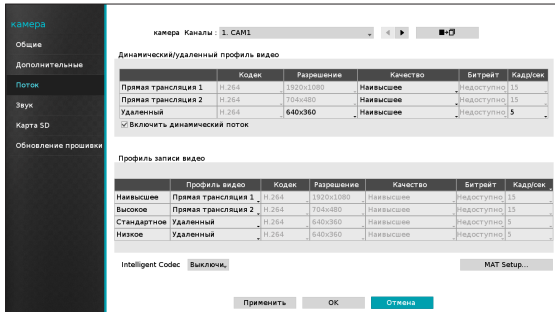 камера
Общие
Дополнительные
Поток
Звук
Карта SD
Обновление прошивки
камера Каналы : 1. CAM1
Динамический/удаленный профиль видео
Кодек Разрешение Качество Битрейт Кадр/сек
Прямая трансляция 1 H.264 1920x1080 Наивысшее Недоступно 15
Прямая трансляция 2 H.264 704x480 Наивысшее Недоступно 15
Удаленный H.264 640x360 Наивысшее Недоступно 5
Включить динамический поток
Профиль записи видео
Профиль видео Кодек Разрешение Качество Битрейт Кадр/сек
Наивысшее Прямая трансляция 1 H.264 1920x1080 Наивысшее Недоступно 15
Высокое Прямая трансляция 2 H.264 704x480 Наивысшее Недоступно 15
Стандартное Удаленный H.264 640x360 Наивысшее Недоступно 5
Низкое Удаленный H.264 640x360 Наивысшее Недоступно 5
Intelligent Codec Выключи
MAT Setup...
Применить OK Отмена